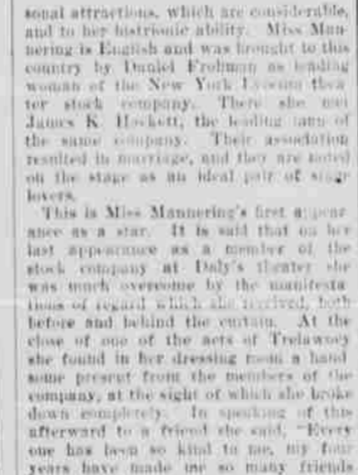 sonal attractions, which are considerable,
and to her histrionic ability. Miss Man-
nering is English and was brought to this
country by Daniel Frohman as leading
woman of the New York Lyceum thea
ter stock company. There she met
James K. Hackett, the leading man of
the same company. Their association
resulted in marriage, and they are noted
on the stage as an ideal pair of stage
lovers.
This is Miss Mannering's first appear
ance as a star. It is said that on her
last appearance as a member of the
stock company at Daly's theater she
was much overcome by the manifesta
tions of regard which she received, both
before and behind the curtain. At the
close of one of the acts of Trelawney
she found in her dressing room a hand
some present from the members of the
company, at the sight of which she broke
down completely. In speaking of this
afterward to a friend she said, "Every
one has been so kind to me, my four
years have made me so many friends